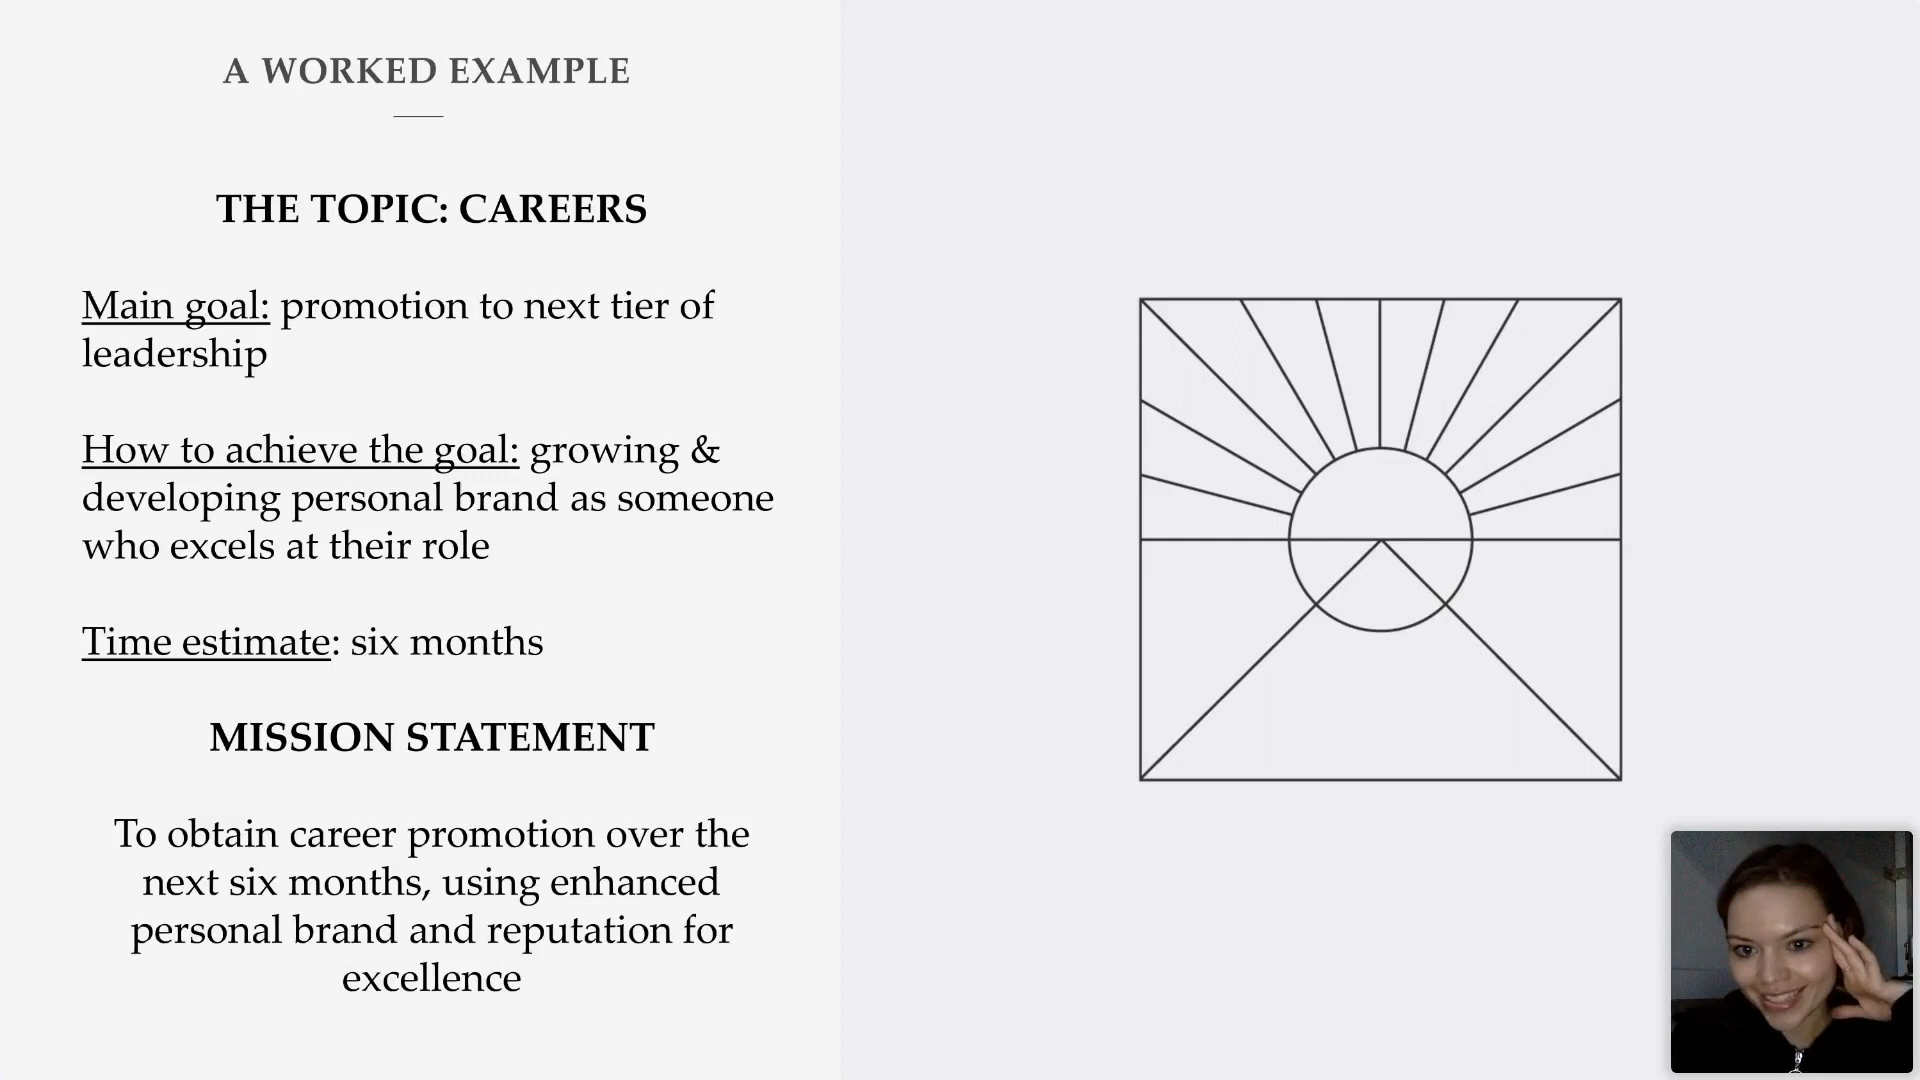 A WORKED EXAMPLE
THE TOPIC: CAREERS
Main goal: promotion to next tier of
leadership
How to achieve the goal: growing &
developing personal brand as someone
who excels at their role
Time estimate: six months
MISSION STATEMENT
To obtain career promotion over the
next six months, using enhanced
personal brand and reputation for
excellence